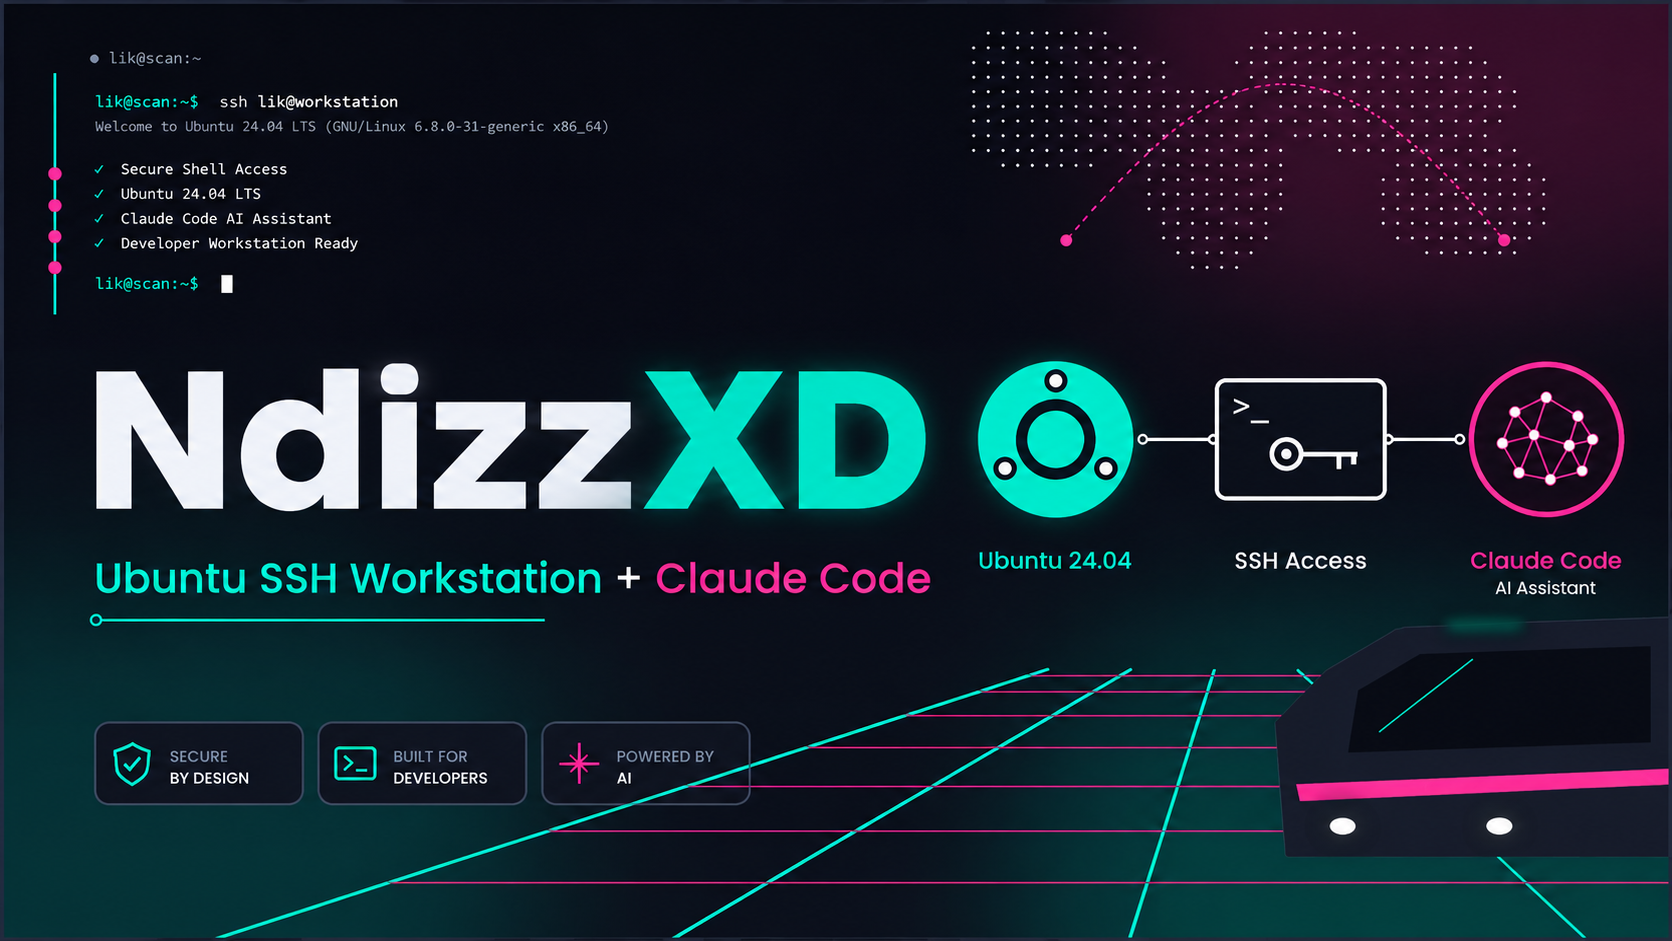 lik@scan:~
lik@scan:~$ ssh lik@workstation
Welcome to Ubuntu 24.04 LTS (GNU/Linux 6.8.0-31-generic x86_64)
✓ Secure Shell Access
✓ Ubuntu 24.04 LTS
✓ Claude Code AI Assistant
✓ Developer Workstation Ready
lik@scan:~$
NdizzXD
Ubuntu SSH Workstation + Claude Code
>_
Ubuntu 24.04
SSH Access
Claude Code
AI Assistant
SECURE
BY DESIGN
BUILT FOR
DEVELOPERS
POWERED BY
AI